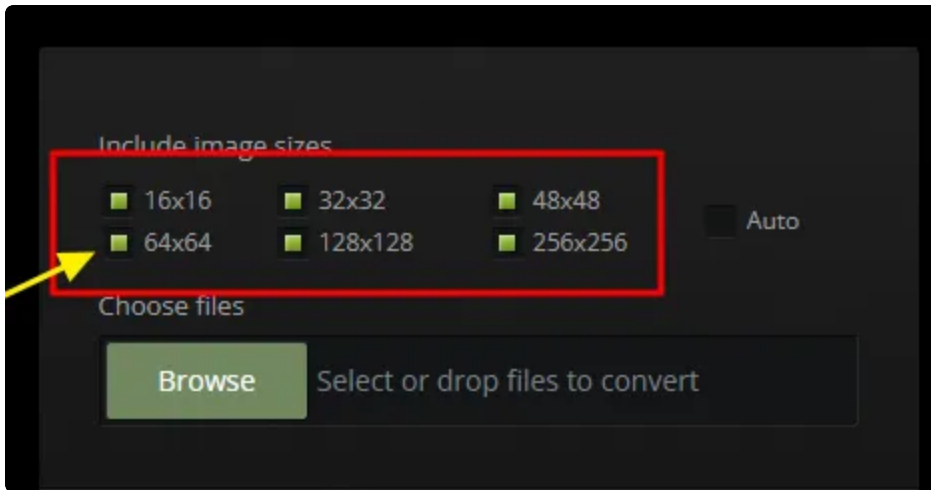 Include image sizes
16x16 32x32 48x48
Auto
64x64 128x128 256x256
Choose files
Browse Select or drop files to convert